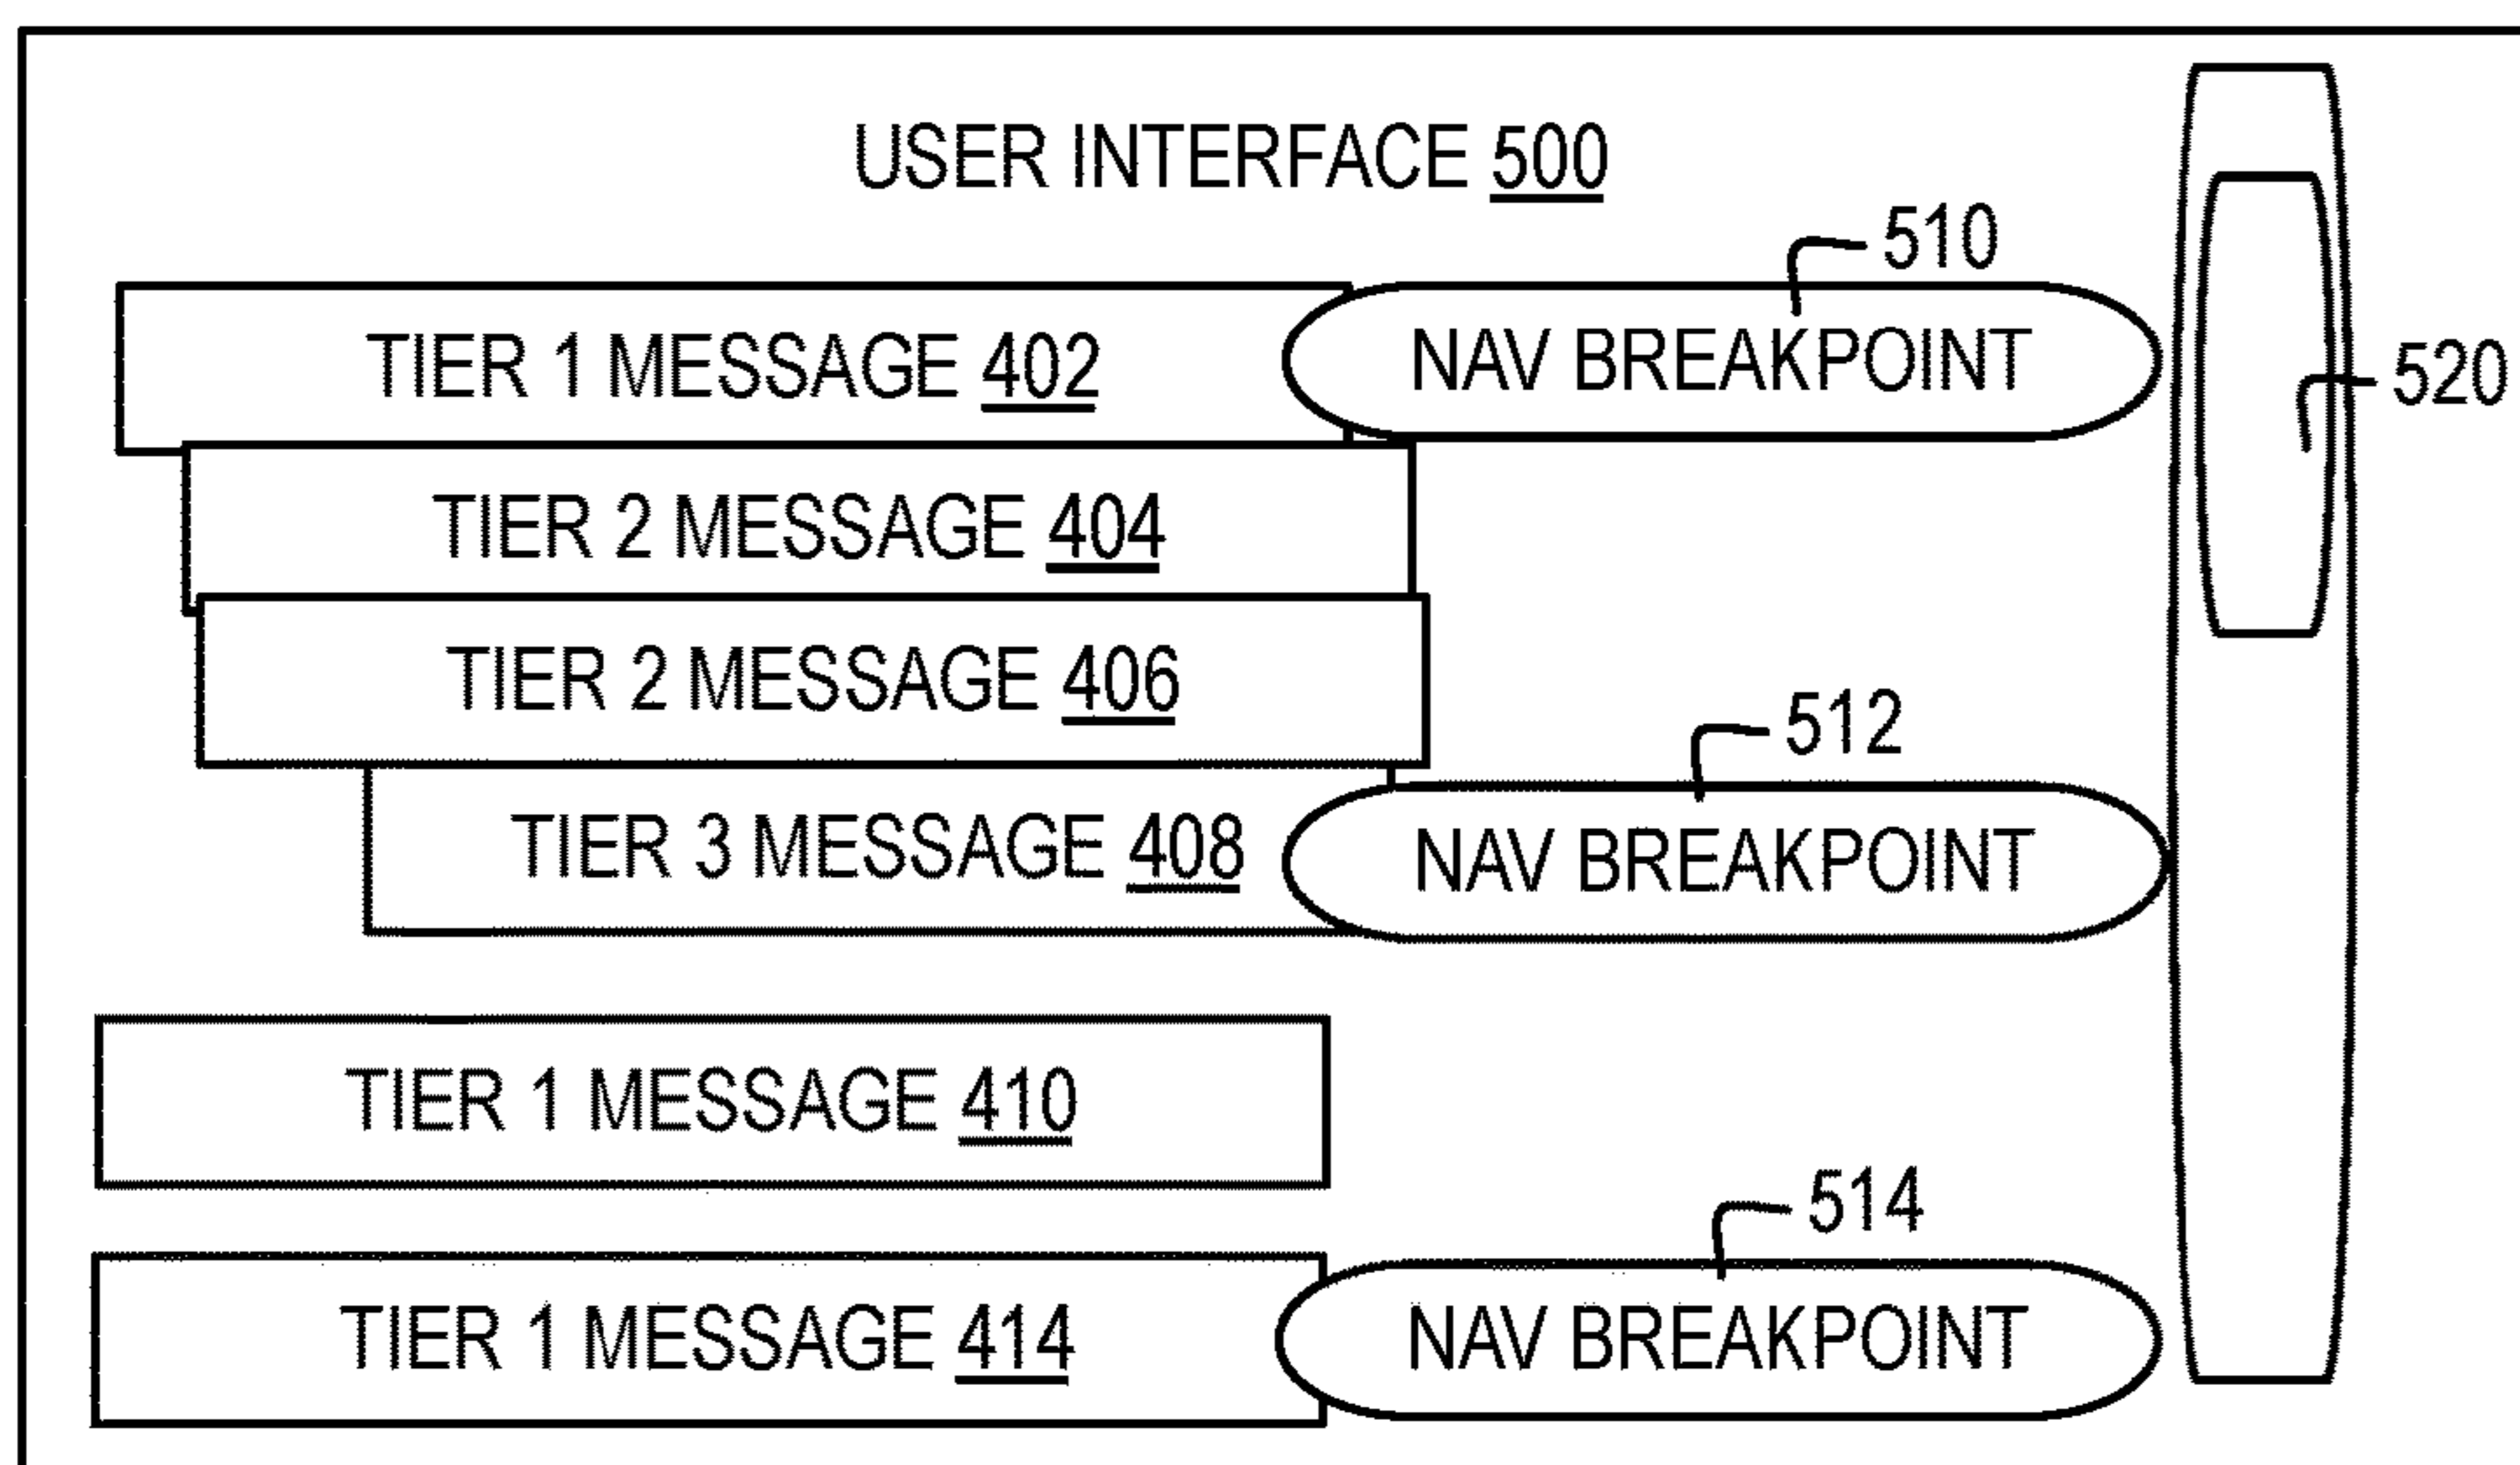 USER INTERFACE 500
510
TIER 1 MESSAGE 402 NAV BREAKPOINT
520
TIER 2 MESSAGE 404
TIER 2 MESSAGE 406
512
TIER 3 MESSAGE 408 NAV BREAKPOINT
TIER 1 MESSAGE 410
514
TIER 1 MESSAGE 414 NAV BREAKPOINT